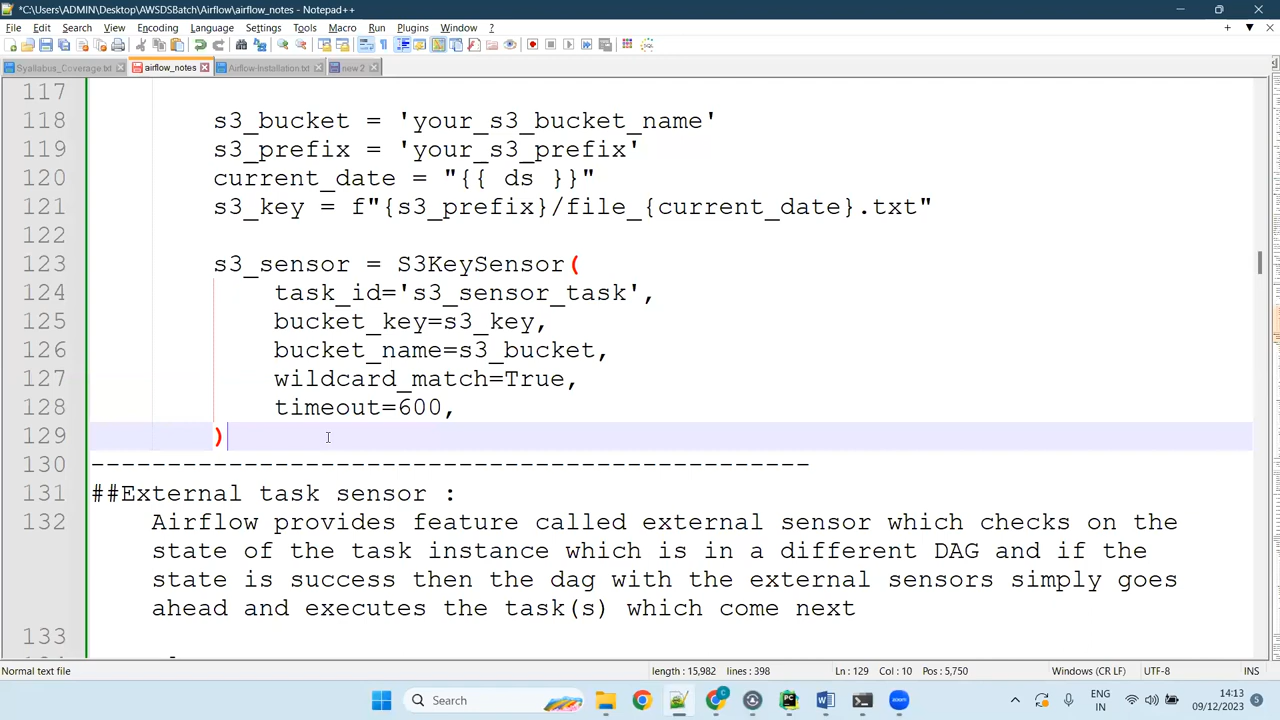 *C:\Users\ADMIN\Desktop\AWSDSBatch\Airflow\airflow_notes - Notepad++
File Edit Search View Encoding Language Settings Tools Macro Run Plugins Window ?
Syallabus_Coverage.txt airflow_notes Airflow-Installation.txt new 2
117
118 s3_bucket = 'your_s3_bucket_name'
119 s3_prefix = 'your_s3_prefix'
120 current_date = "{{ ds }}"
121 s3_key = f"{s3_prefix}/file_{current_date}.txt"
122
123 s3_sensor = S3KeySensor(
124 task_id='s3_sensor_task',
125 bucket_key=s3_key,
126 bucket_name=s3_bucket,
127 wildcard_match=True,
128 timeout=600,
129 )
130 -----------------------------------------------
131 ##External task sensor :
132 Airflow provides feature called external sensor which checks on the
state of the task instance which is in a different DAG and if the
state is success then the dag with the external sensors simply goes
ahead and executes the task(s) which come next
133
Normal text file length : 15,982 lines : 398 Ln : 129 Col : 10 Pos : 5,750 Windows (CR LF) UTF-8 INS
Search ENG IN 14:13 09/12/2023